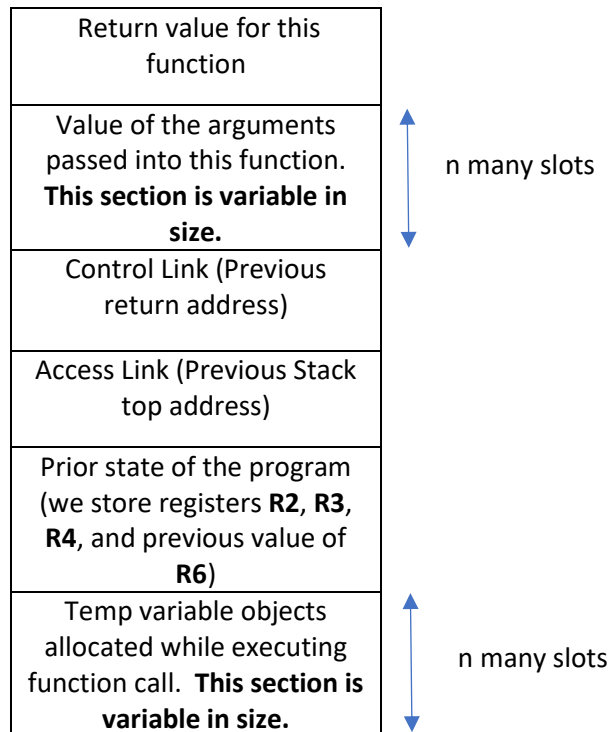 Return value for this
function
Value of the arguments
passed into this function.
This section is variable in
size.
n many slots
Control Link (Previous
return address)
Access Link (Previous Stack
top address)
Prior state of the program
(we store registers R2, R3,
R4, and previous value of
R6)
Temp variable objects
allocated while executing
function call.  This section is
variable in size.
n many slots